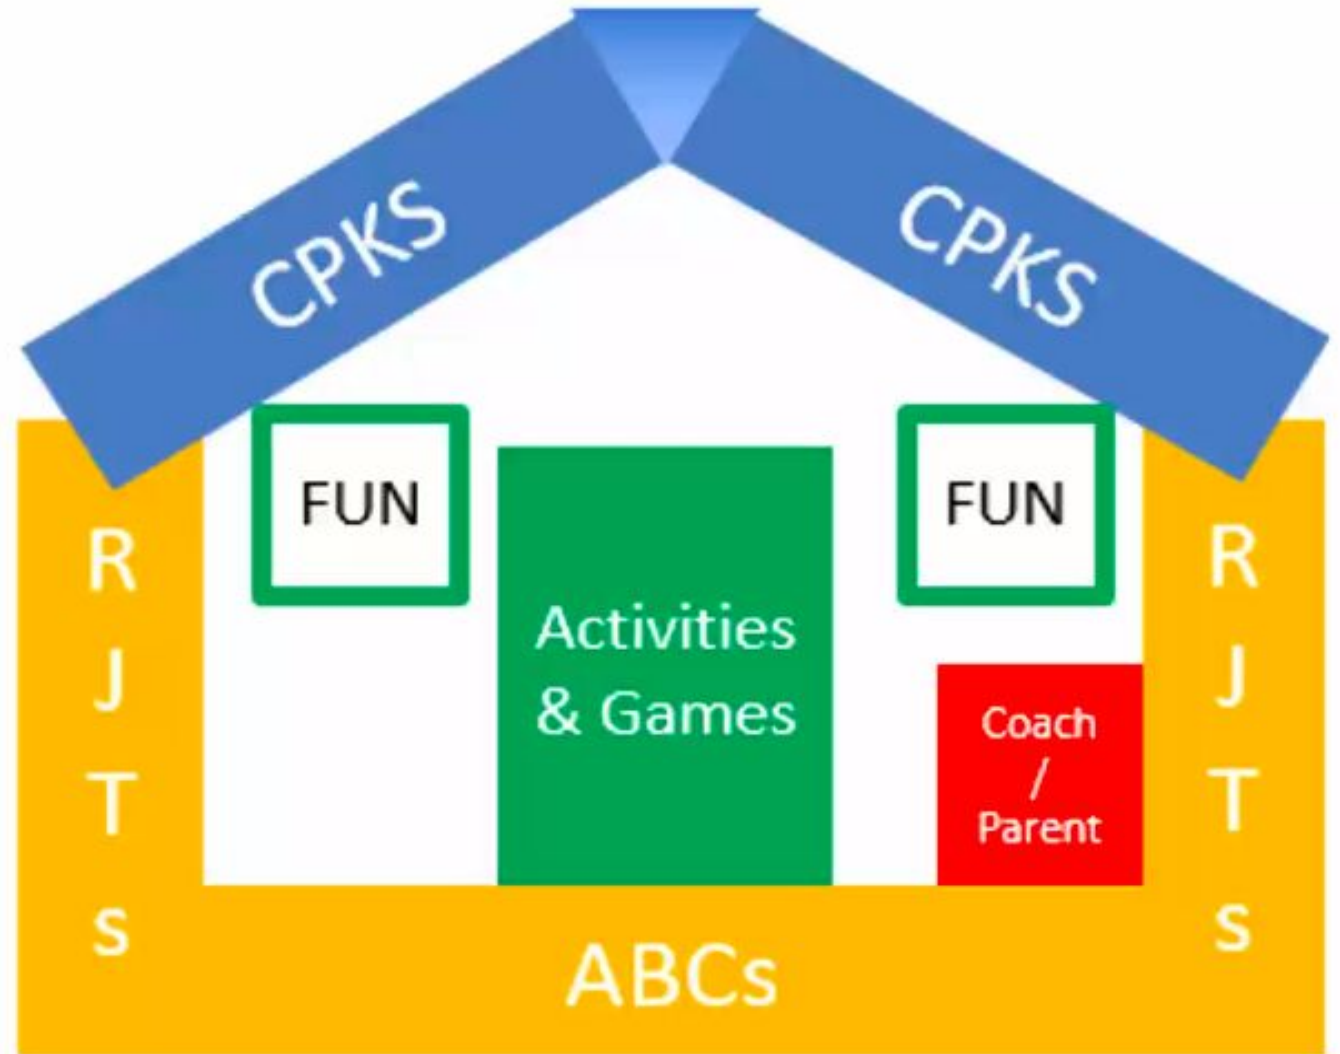 CPKS
CPKS
FUN
FUN
Activities
& Games
R
J
T
s
R
J
T
s
Coach
/
Parent
ABCs